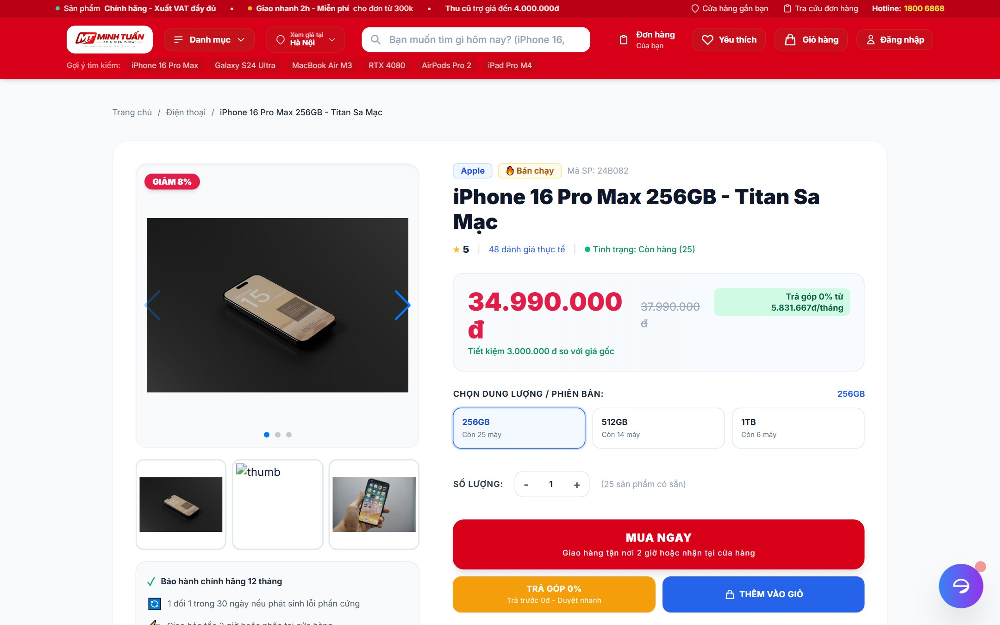 Sản phẩm Chính hãng - Xuất VAT đầy đủ • Giao nhanh 2h - Miễn phí cho đơn từ 300k • Thu cũ trợ giá đến 4.000.000đ
Cửa hàng gần bạn
Tra cứu đơn hàng
Hotline: 1800 6868
MT MINH TUẤN
PC & ĐIỆN THOẠI
Danh mục
Xem giá tại
Hà Nội
Bạn muốn tìm gì hôm nay? (iPhone 16,
Đơn hàng
Của bạn
Yêu thích
Giỏ hàng
Đăng nhập
Gợi ý tìm kiếm: iPhone 16 Pro Max Galaxy S24 Ultra MacBook Air M3 RTX 4080 AirPods Pro 2 iPad Pro M4
Trang chủ / Điện thoại / iPhone 16 Pro Max 256GB - Titan Sa Mạc
GIẢM 8%
iPhone
15
thumb
✓ Bảo hành chính hãng 12 tháng
1 đổi 1 trong 30 ngày nếu phát sinh lỗi phần cứng
Giao hỏa tốc 2 giờ hoặc nhận tại cửa hàng
Apple
Bán chạy
Mã SP: 24B082
iPhone 16 Pro Max 256GB - Titan Sa
Mạc
★ 5
48 đánh giá thực tế
Tình trạng: Còn hàng (25)
34.990.000
đ
37.990.000
đ
Trả góp 0% từ
5.831.667đ/tháng
Tiết kiệm 3.000.000 đ so với giá gốc
CHỌN DUNG LƯỢNG / PHIÊN BẢN:
256GB
256GB
Còn 25 máy
512GB
Còn 14 máy
1TB
Còn 6 máy
SỐ LƯỢNG:
- 1 +
(25 sản phẩm có sẵn)
MUA NGAY
Giao hàng tận nơi 2 giờ hoặc nhận tại cửa hàng
TRẢ GÓP 0%
Trả trước 0đ - Duyệt nhanh
THÊM VÀO GIỎ